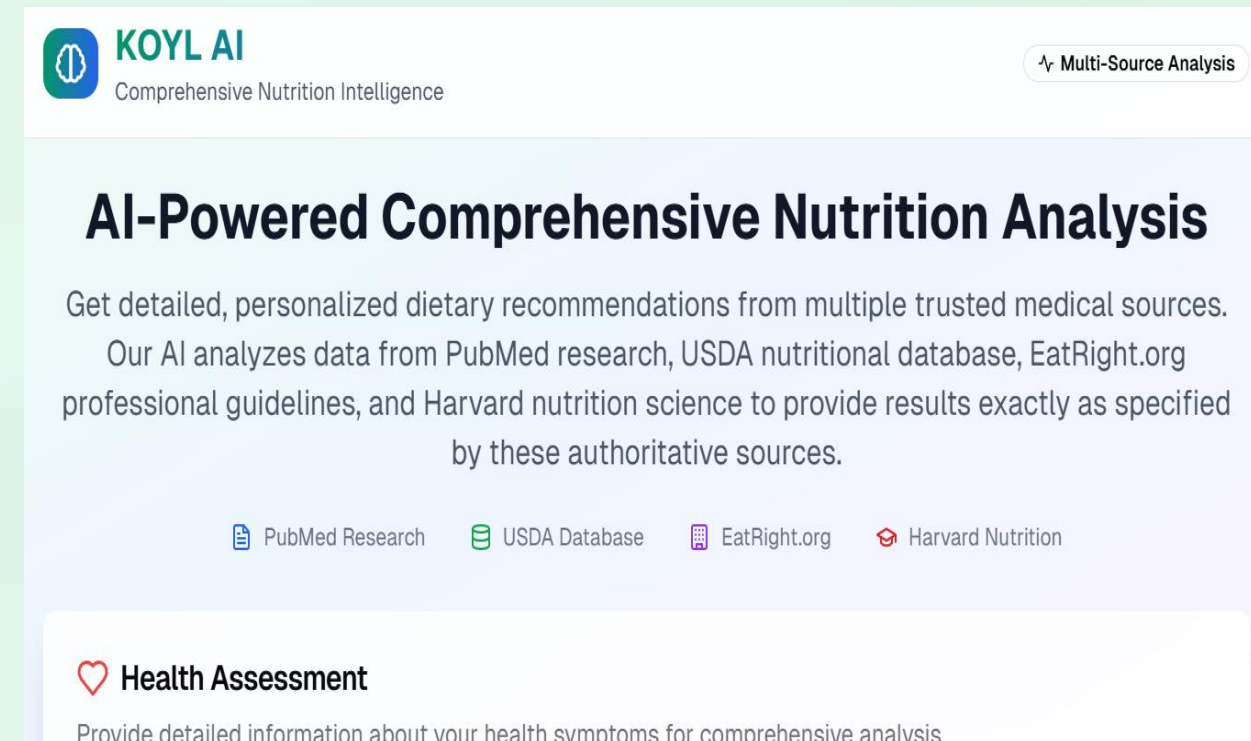 KOYL AI
Comprehensive Nutrition Intelligence
Multi-Source Analysis
AI-Powered Comprehensive Nutrition Analysis
Get detailed, personalized dietary recommendations from multiple trusted medical sources.
Our AI analyzes data from PubMed research, USDA nutritional database, EatRight.org
professional guidelines, and Harvard nutrition science to provide results exactly as specified
by these authoritative sources.
PubMed Research
USDA Database
EatRight.org
Harvard Nutrition
Health Assessment
Provide detailed information about your health symptoms for comprehensive analysis